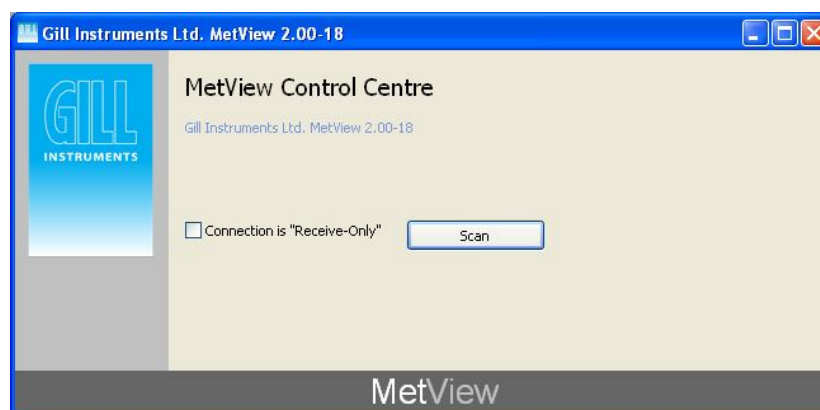 Gill Instruments Ltd. MetView 2.00-18
GILL
INSTRUMENTS
MetView Control Centre
Gill Instruments Ltd. MetView 2.00-18
Connection is "Receive-Only"
Scan
MetView